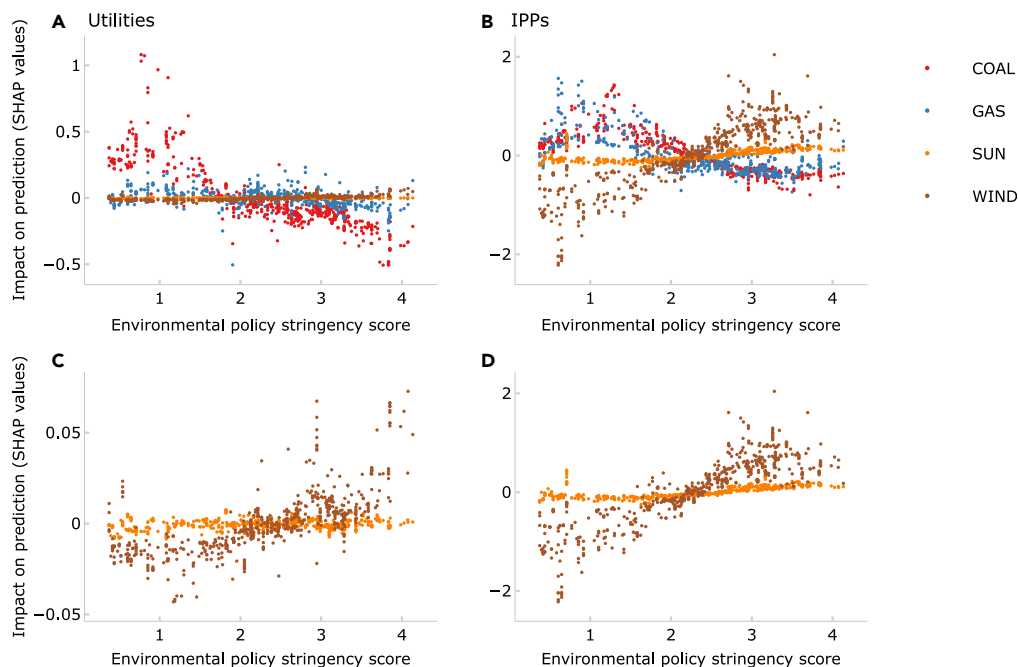 A Utilities
B IPPs
Impact on prediction (SHAP values)
1
0.5
0
−0.5
1 2 3 4
Environmental policy stringency score
2
0
−2
1 2 3 4
Environmental policy stringency score
COAL
GAS
SUN
WIND
C
D
Impact on prediction (SHAP values)
0.05
0
−0.05
1 2 3 4
Environmental policy stringency score
2
0
−2
1 2 3 4
Environmental policy stringency score